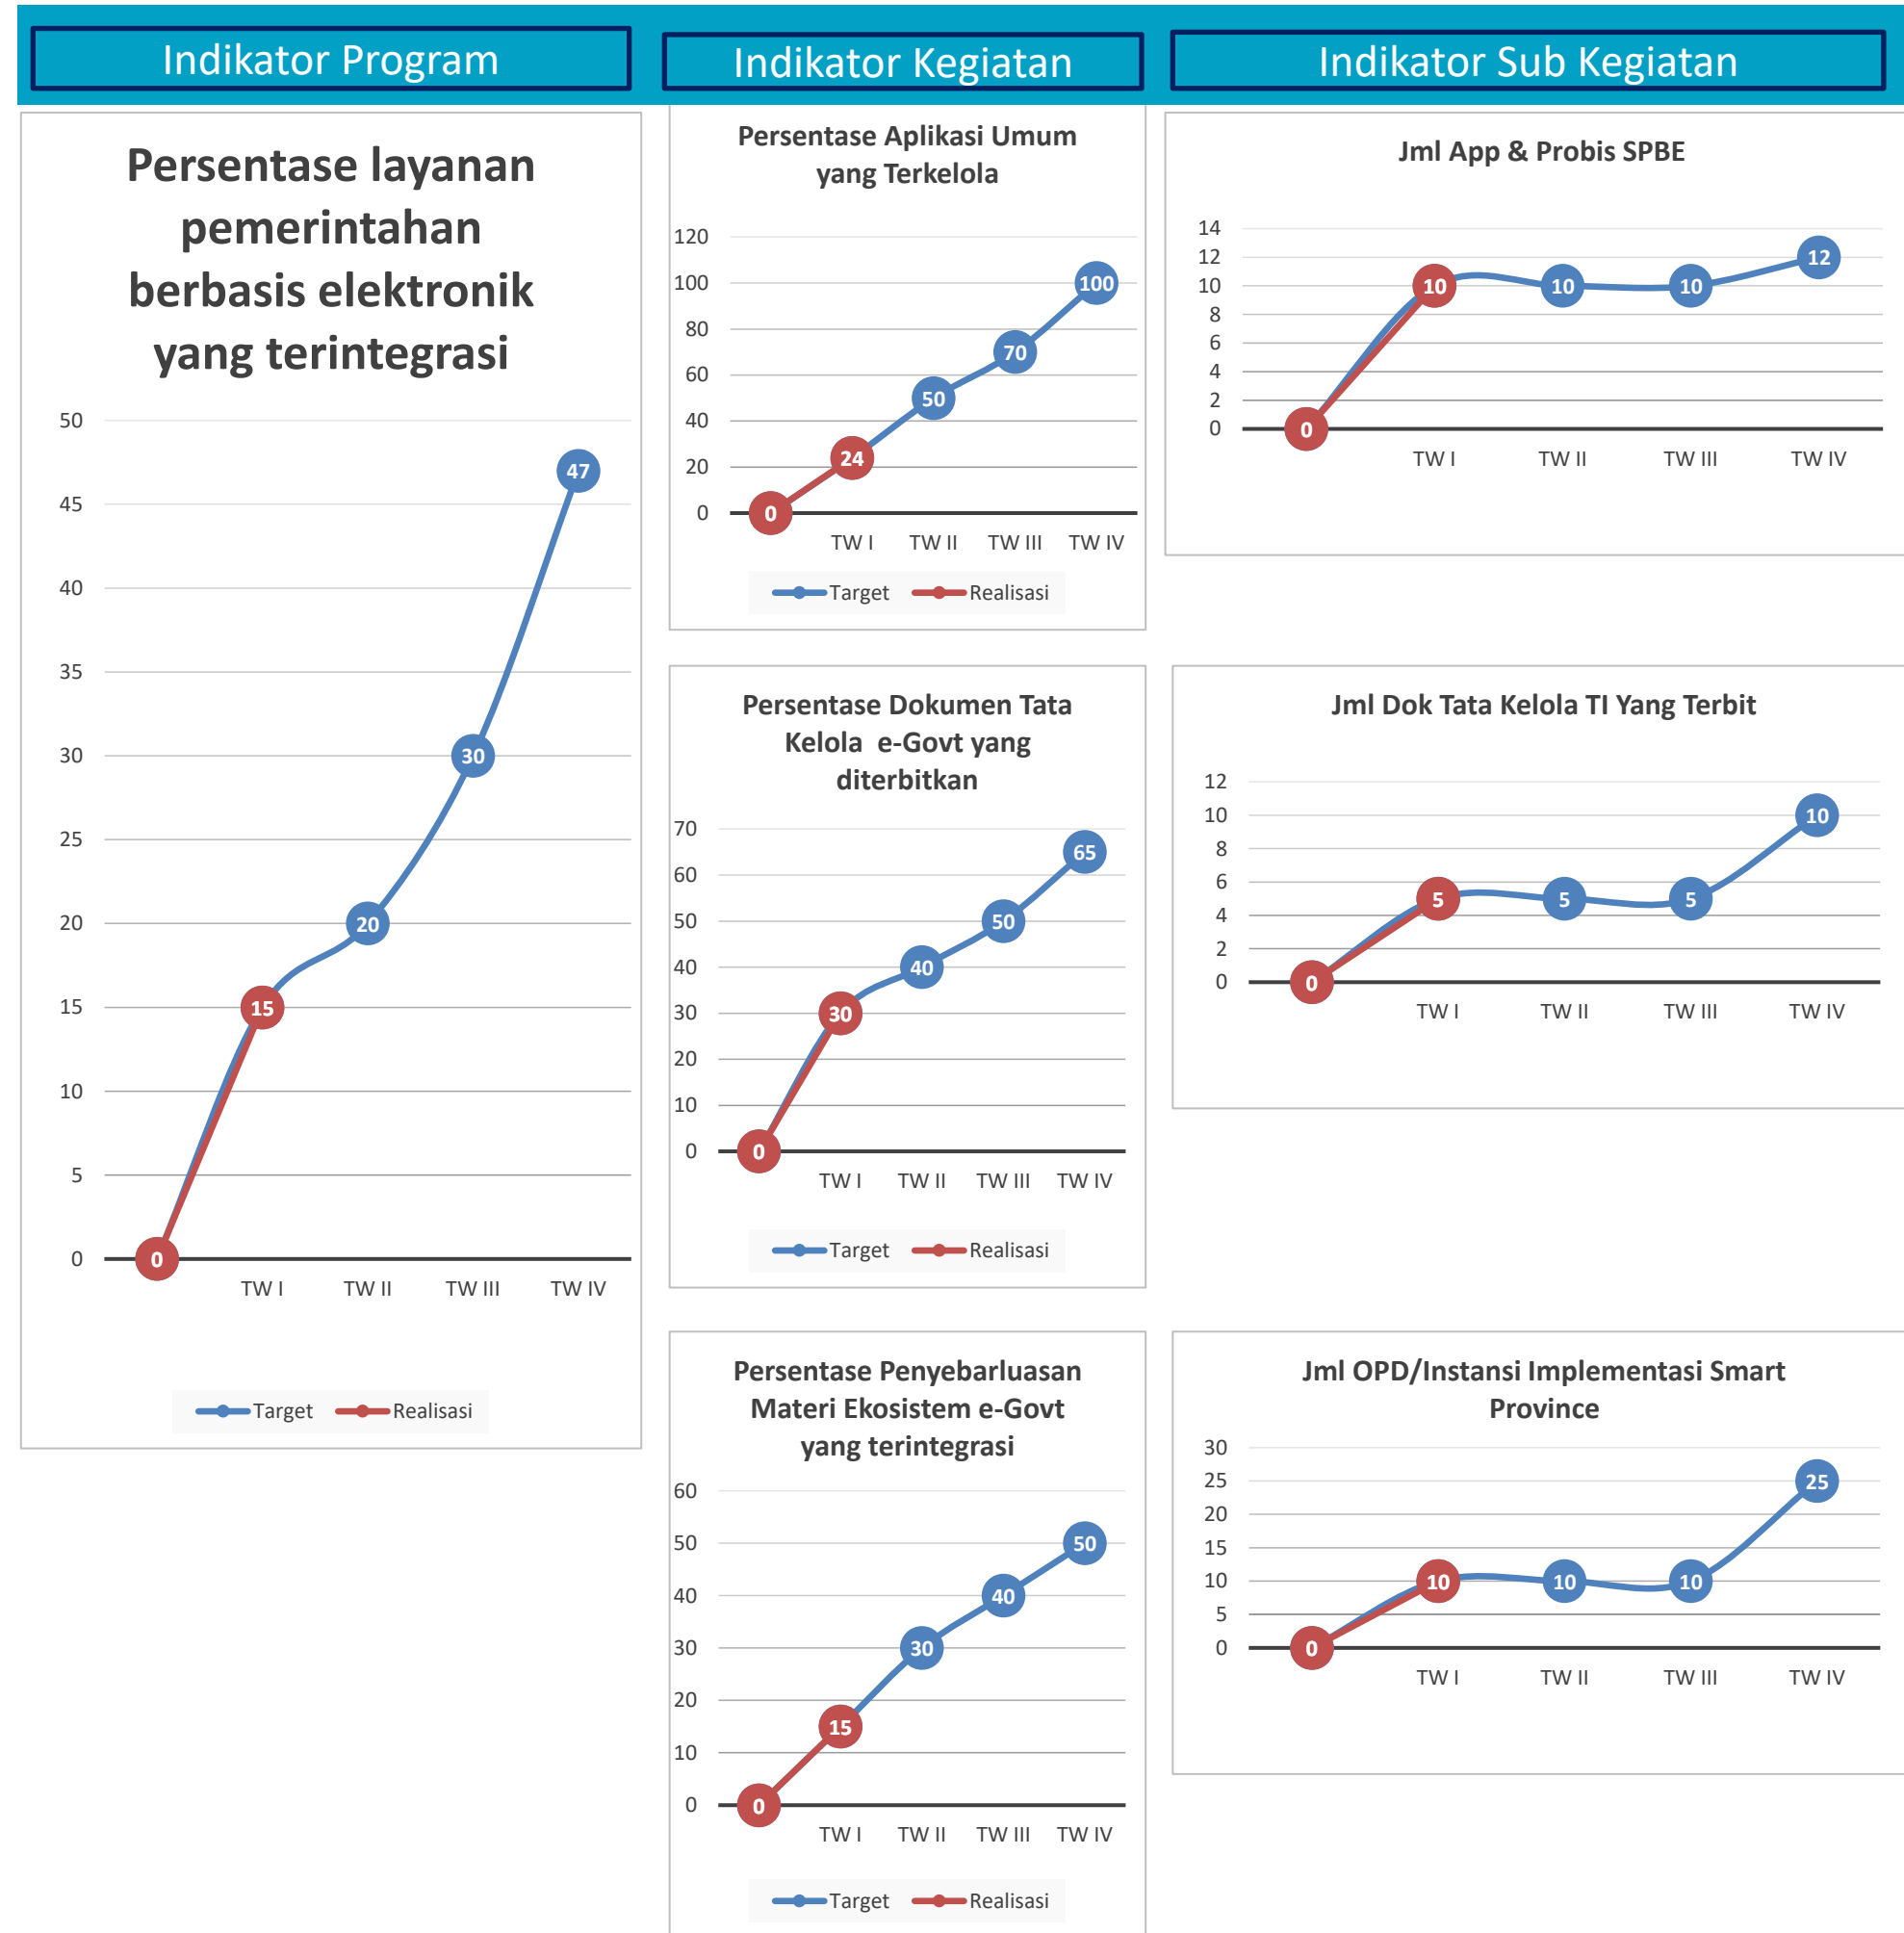 Indikator Program
Indikator Kegiatan
Indikator Sub Kegiatan
Persentase layanan
pemerintahan
berbasis elektronik
yang terintegrasi
50
45
40
35
30
25
20
15
10
5
0
47
30
20
15
0
TW I TW II TW III TW IV
Target Realisasi
Persentase Aplikasi Umum
yang Terkelola
120
100
80
60
40
20
0
100
70
50
24
0
TW I TW II TW III TW IV
Target Realisasi
Jml App & Probis SPBE
14
12
10
8
6
4
2
0
12
10 10 10
0
TW I TW II TW III TW IV
Persentase Dokumen Tata
Kelola e-Govt yang
diterbitkan
70
60
50
40
30
20
10
0
65
50
40
30
0
TW I TW II TW III TW IV
Target Realisasi
Jml Dok Tata Kelola TI Yang Terbit
12
10
8
6
4
2
0
10
5 5 5
0
TW I TW II TW III TW IV
Persentase Penyebarluasan
Materi Ekosistem e-Govt
yang terintegrasi
60
50
40
30
20
10
0
50
40
30
15
0
TW I TW II TW III TW IV
Target Realisasi
Jml OPD/Instansi Implementasi Smart
Province
30
25
20
15
10
5
0
25
10 10 10
0
TW I TW II TW III TW IV